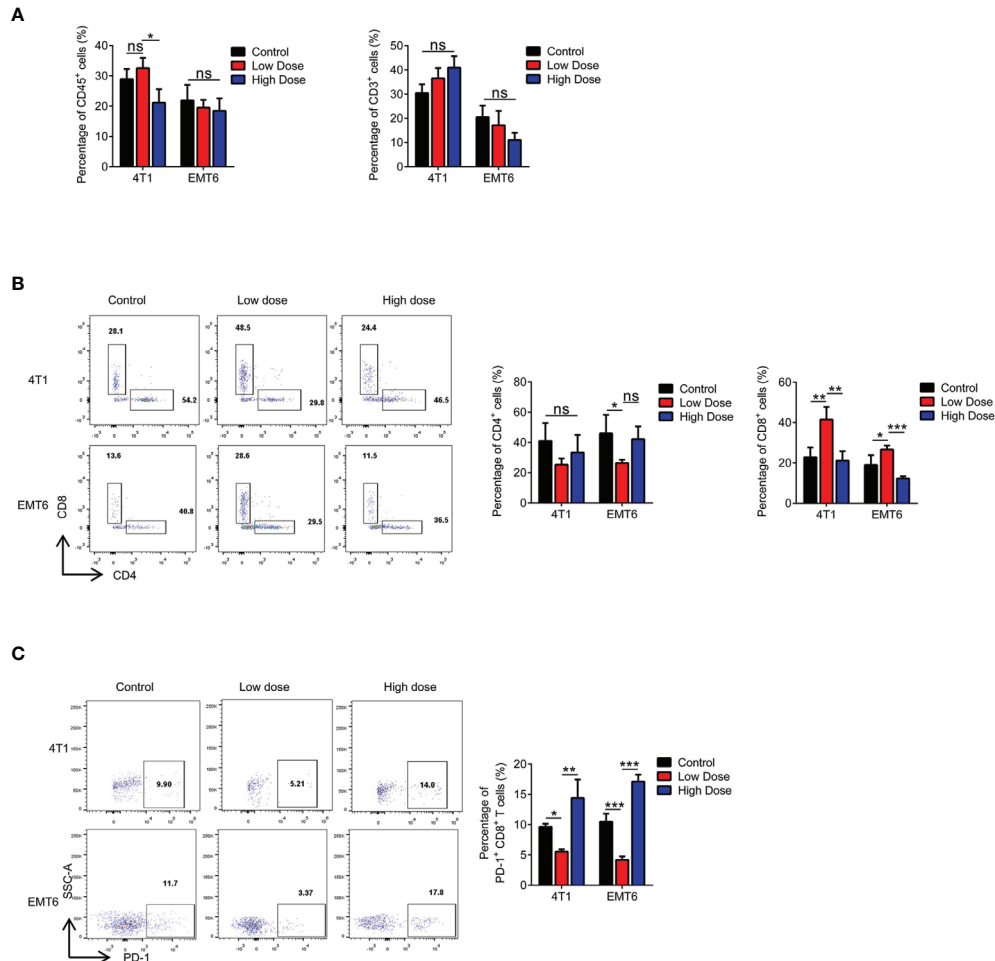 A
Percentage of CD45⁺ cells (%)
40
30
20
10
0
ns
*
ns
4T1
EMT6
Control
Low Dose
High Dose
Percentage of CD3⁺ cells (%)
50
40
30
20
10
0
ns
ns
4T1
EMT6
Control
Low Dose
High Dose
B
Control
Low dose
High dose
4T1
28.1
54.2
48.5
29.8
24.4
46.5
EMT6
13.6
40.8
28.6
29.5
11.5
36.5
CD8
CD4
Percentage of CD4⁺ cells (%)
80
60
40
20
0
ns
*
ns
4T1
EMT6
Control
Low Dose
High Dose
Percentage of CD8⁺ cells (%)
80
60
40
20
0
**
**
*
***
4T1
EMT6
Control
Low Dose
High Dose
C
Control
Low dose
High dose
4T1
9.90
5.21
14.0
EMT6
11.7
3.37
17.8
SSC-A
PD-1
Percentage of
PD-1⁺ CD8⁺ T cells (%)
20
15
10
5
0
*
**
***
***
4T1
EMT6
Control
Low Dose
High Dose